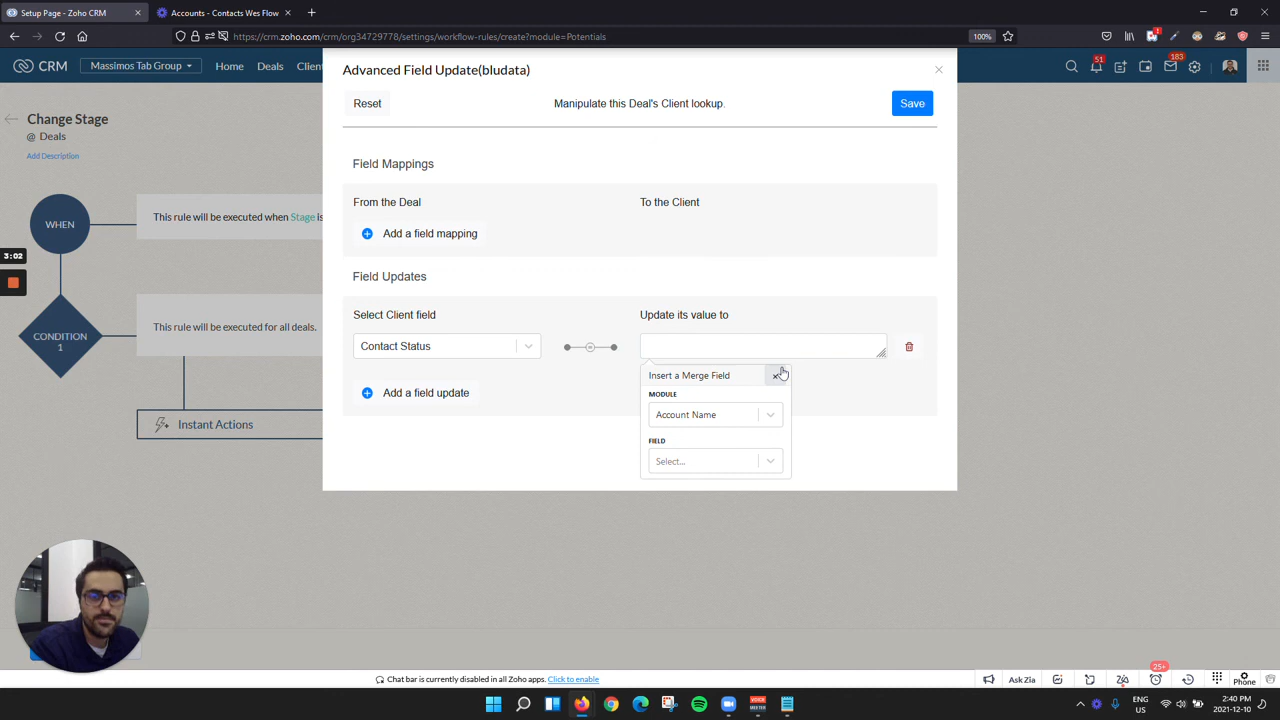 Setup Page - Zoho CRM
Accounts - Contacts Wes Flow
https://crm.zoho.com/crm/org34729778/settings/workflow-rules/create?module=Potentials
100%
CRM
Massimos Tab Group
Home
Deals
Client
51
183
Change Stage
@ Deals
Add Description
WHEN
This rule will be executed when Stage is
3:02
CONDITION
1
This rule will be executed for all deals.
Instant Actions
Advanced Field Update(bludata)
Reset
Manipulate this Deal's Client lookup.
Save
Field Mappings
From the Deal
To the Client
Add a field mapping
Field Updates
Select Client field
Update its value to
Contact Status
Add a field update
Insert a Merge Field
MODULE
Account Name
FIELD
Select...
Chat bar is currently disabled in all Zoho apps. Click to enable
Ask Zia
25+
Phone
VOICE
MEETER
ENG
US
2:40 PM
2021-12-10